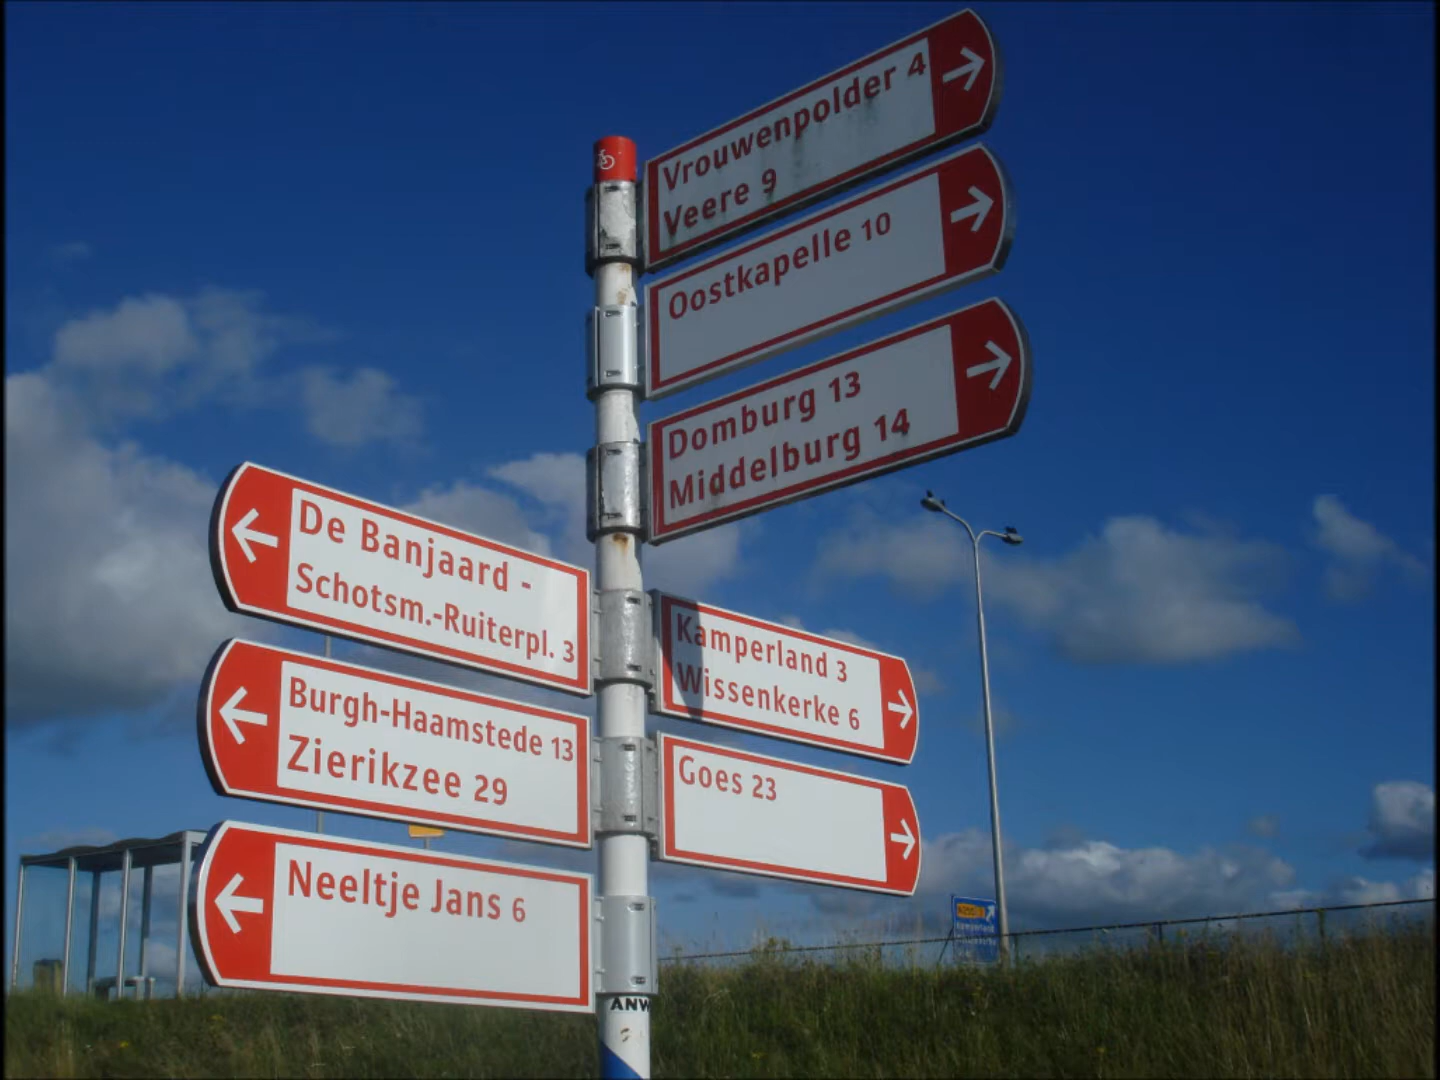 Vrouwenpolder 4
Veere 9
Oostkapelle 10
Domburg 13
Middelburg 14
De Banjaard -
Schotsm.-Ruiterpl. 3
Kamperland 3
Wissenkerke 6
Burgh-Haamstede 13
Zierikzee 29
Goes 23
Neeltje Jans 6
ANW